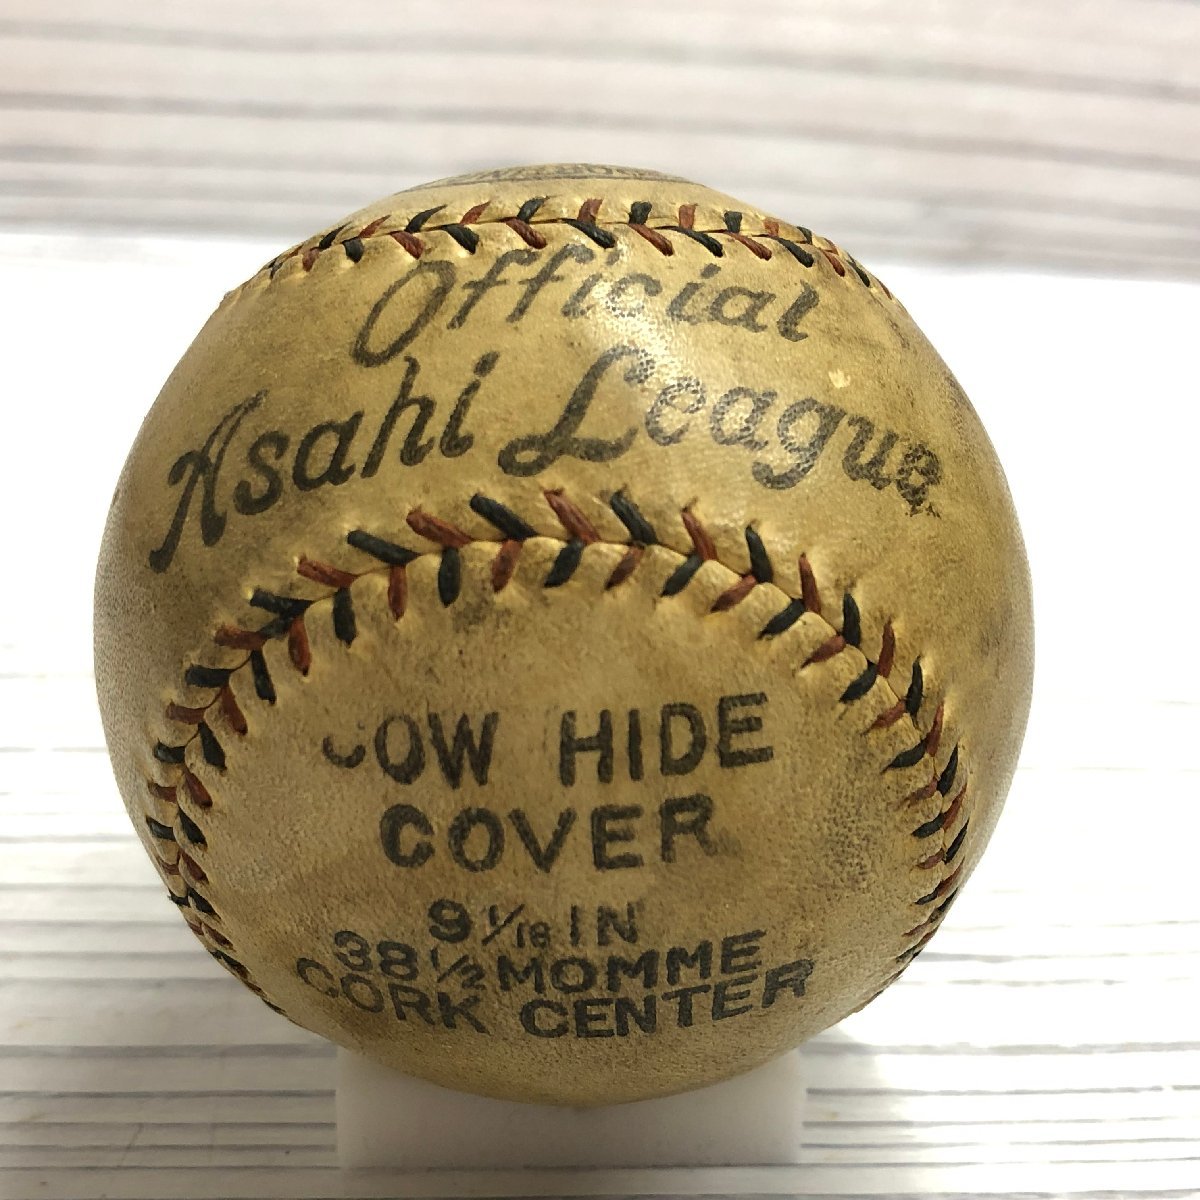 Official
Asahi League
COW HIDE
COVER
9 1/16 IN
38 1/2 MOMME
CORK CENTER